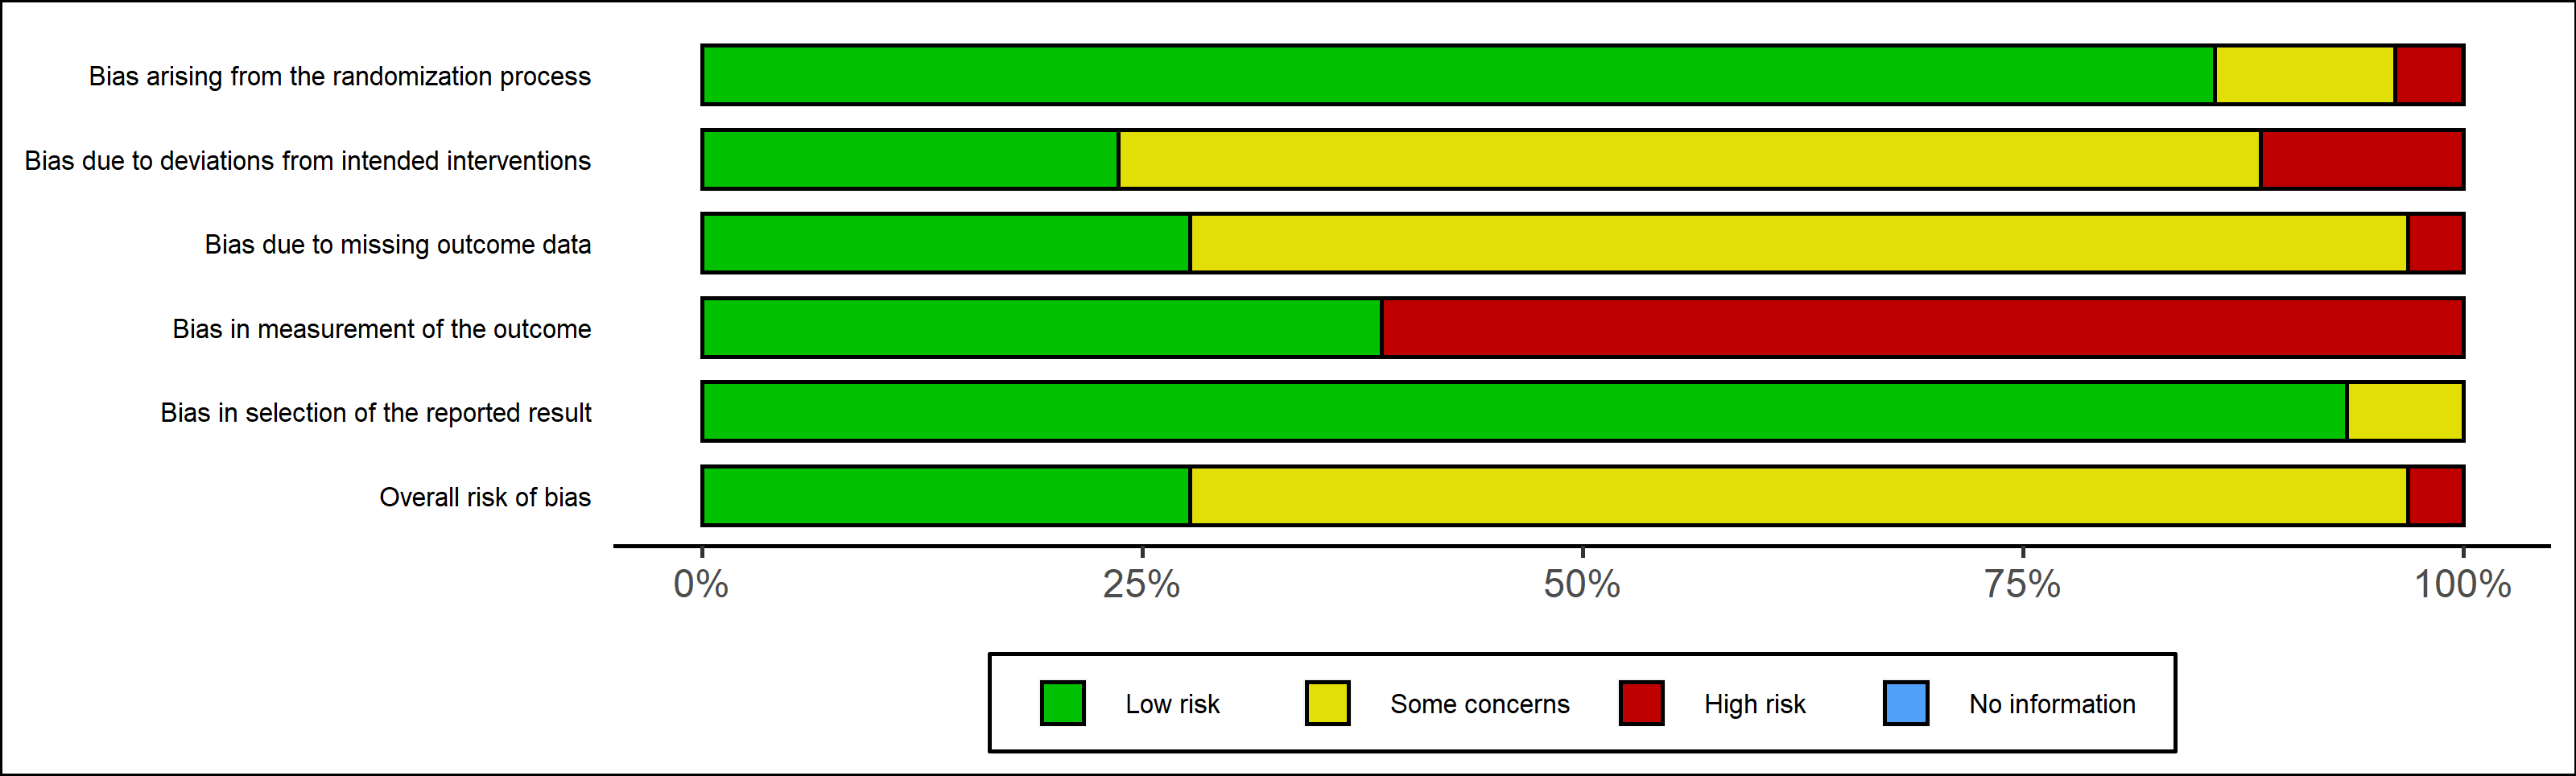 Bias arising from the randomization process
Bias due to deviations from intended interventions
Bias due to missing outcome data
Bias in measurement of the outcome
Bias in selection of the reported result
Overall risk of bias
0% 25% 50% 75% 100%
Low risk Some concerns High risk No information